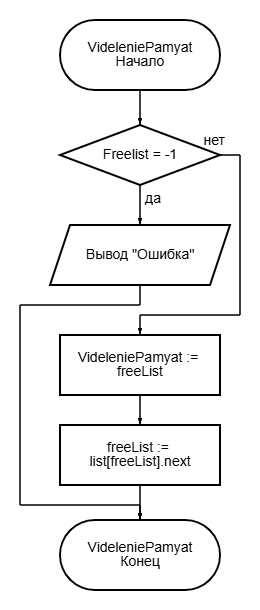 VideleniePamyat
Начало
Freelist = -1
нет
да
Вывод "Ошибка"
VideleniePamyat :=
freeList
freeList :=
list[freeList].next
VideleniePamyat
Конец